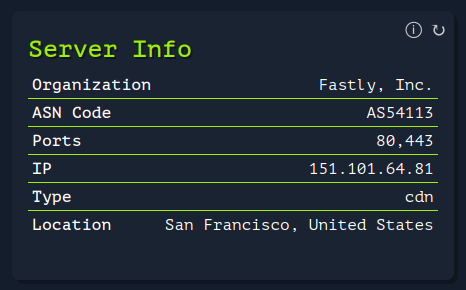 Server Info
Organization Fastly, Inc.
ASN Code AS54113
Ports 80,443
IP 151.101.64.81
Type cdn
Location San Francisco, United States